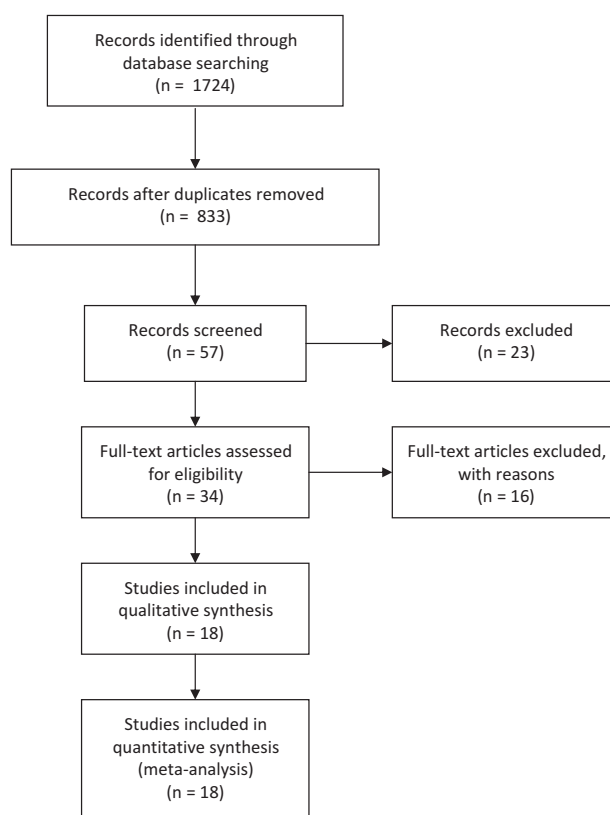 Records identified through
database searching
(n = 1724)
Records after duplicates removed
(n = 833)
Records screened
(n = 57)
Records excluded
(n = 23)
Full-text articles assessed
for eligibility
(n = 34)
Full-text articles excluded,
with reasons
(n = 16)
Studies included in
qualitative synthesis
(n = 18)
Studies included in
quantitative synthesis
(meta-analysis)
(n = 18)